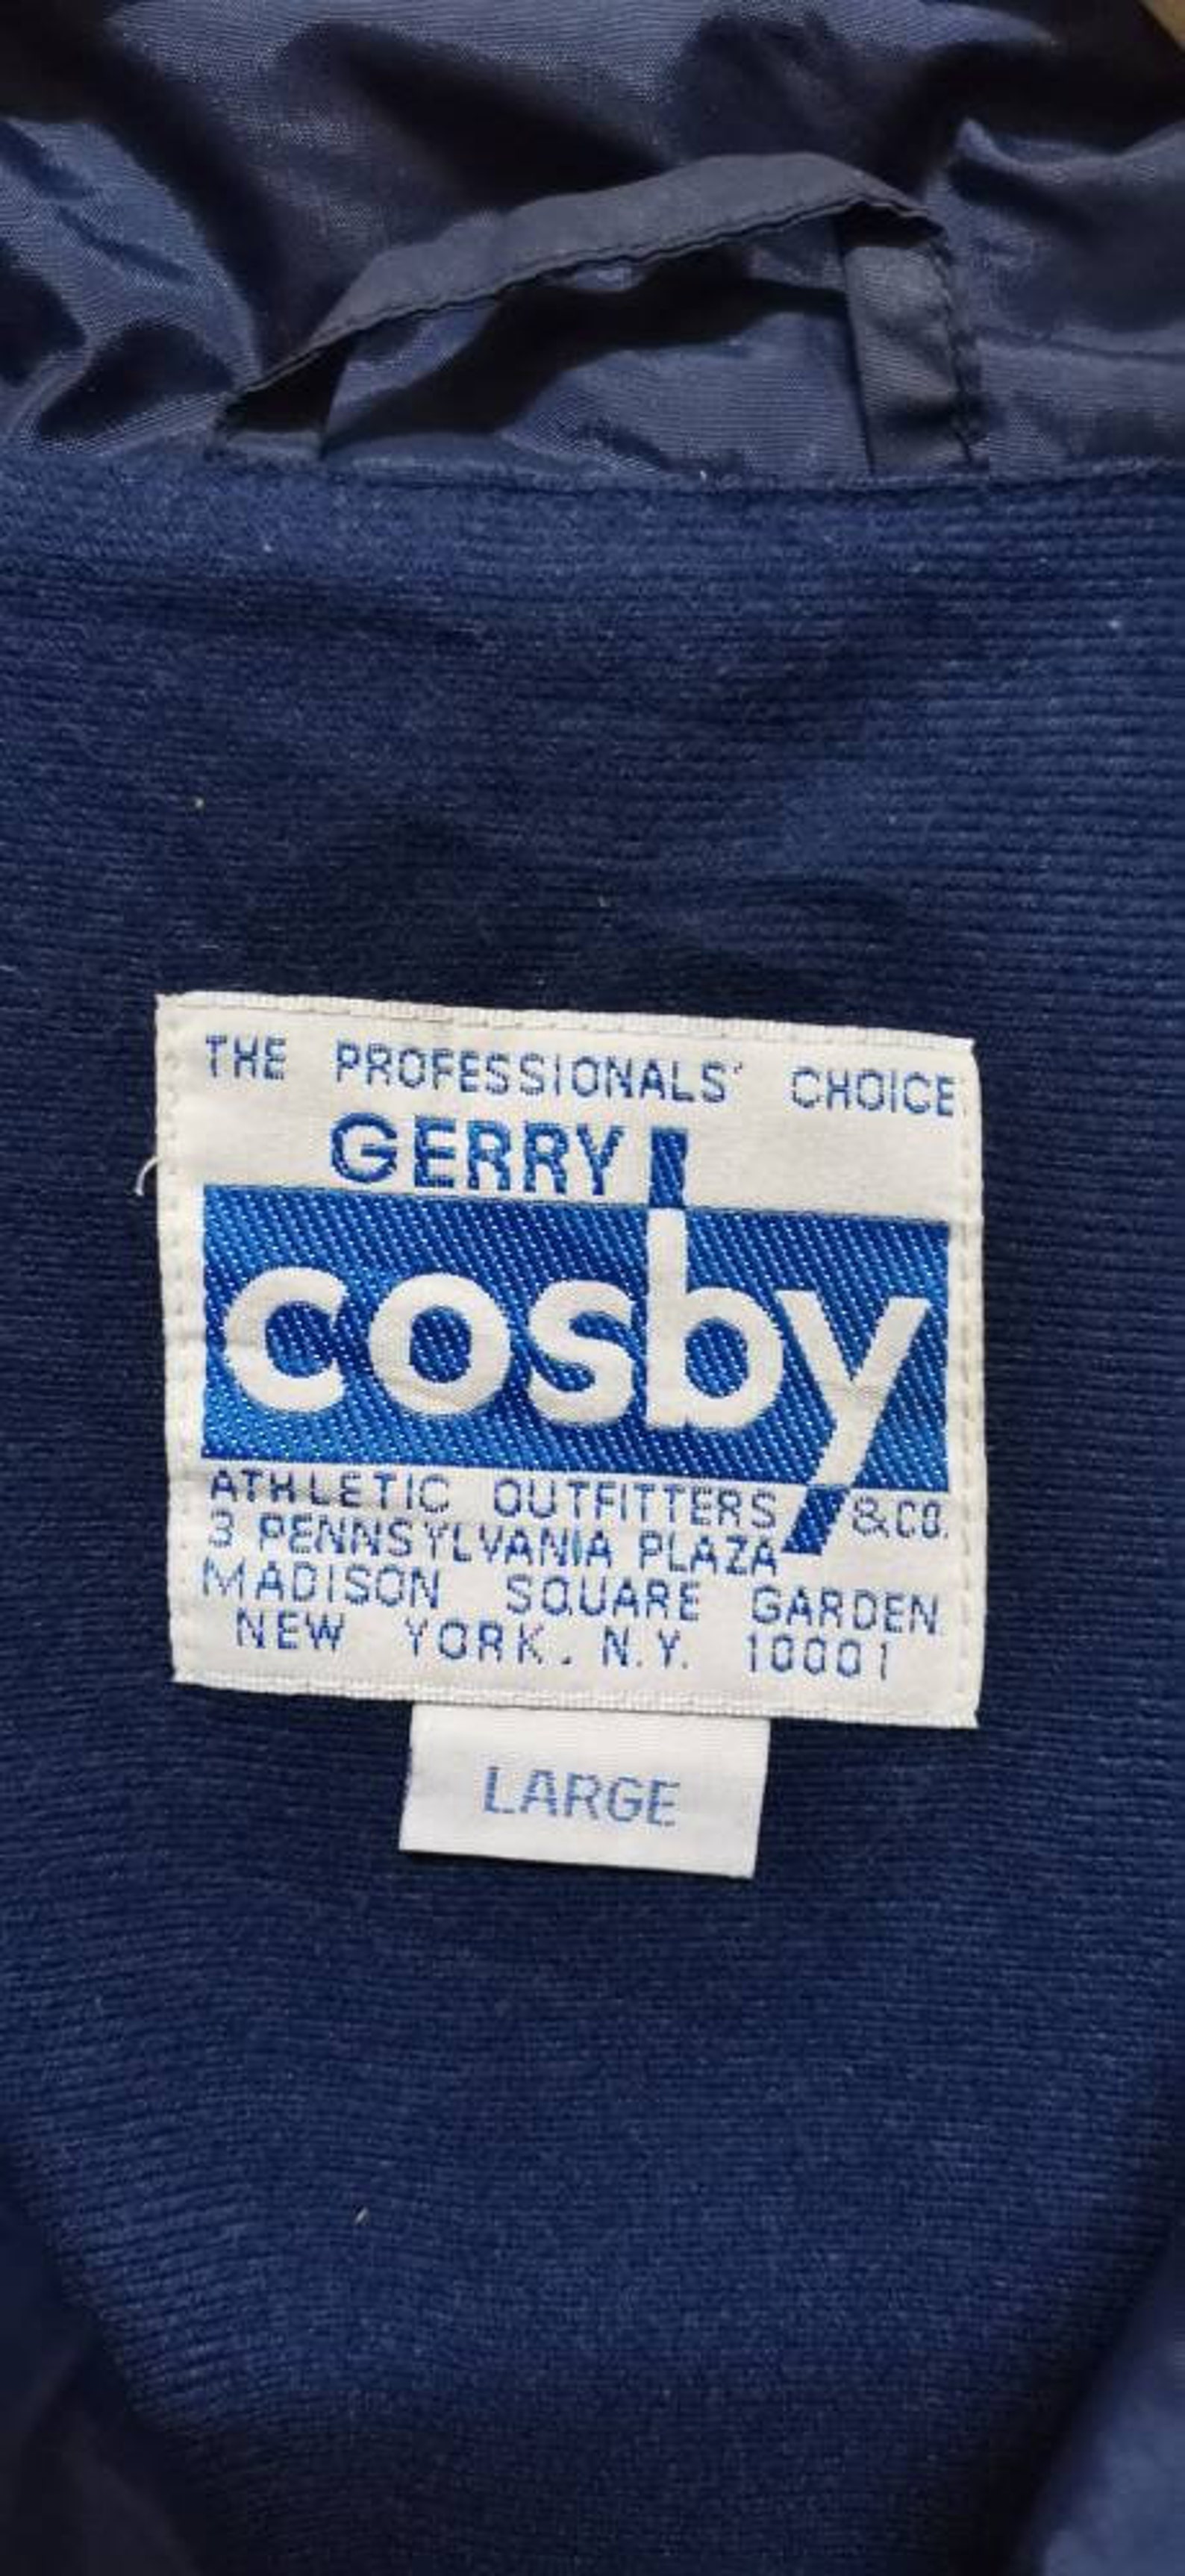 THE PROFESSIONALS' CHOICE
GERRY
cosby
ATHLETIC OUTFITTERS & CO.
3 PENNSYLVANIA PLAZA
MADISON SQUARE GARDEN
NEW YORK. N.Y. 10001
LARGE